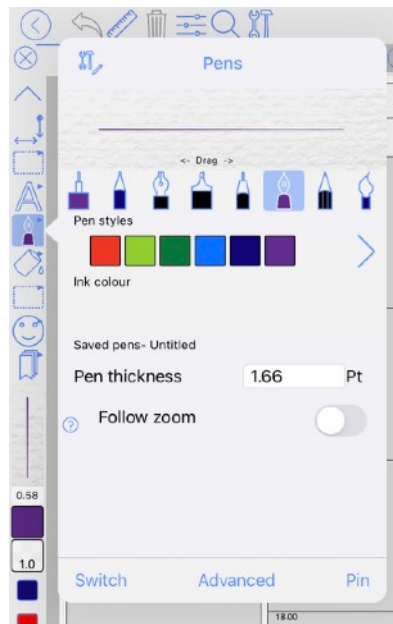 Pens
<- Drag ->
Pen styles
Ink colour
Saved pens- Untitled
Pen thickness 1.66 Pt
Follow zoom
?
0.58
1.0
Switch Advanced Pin
18.00